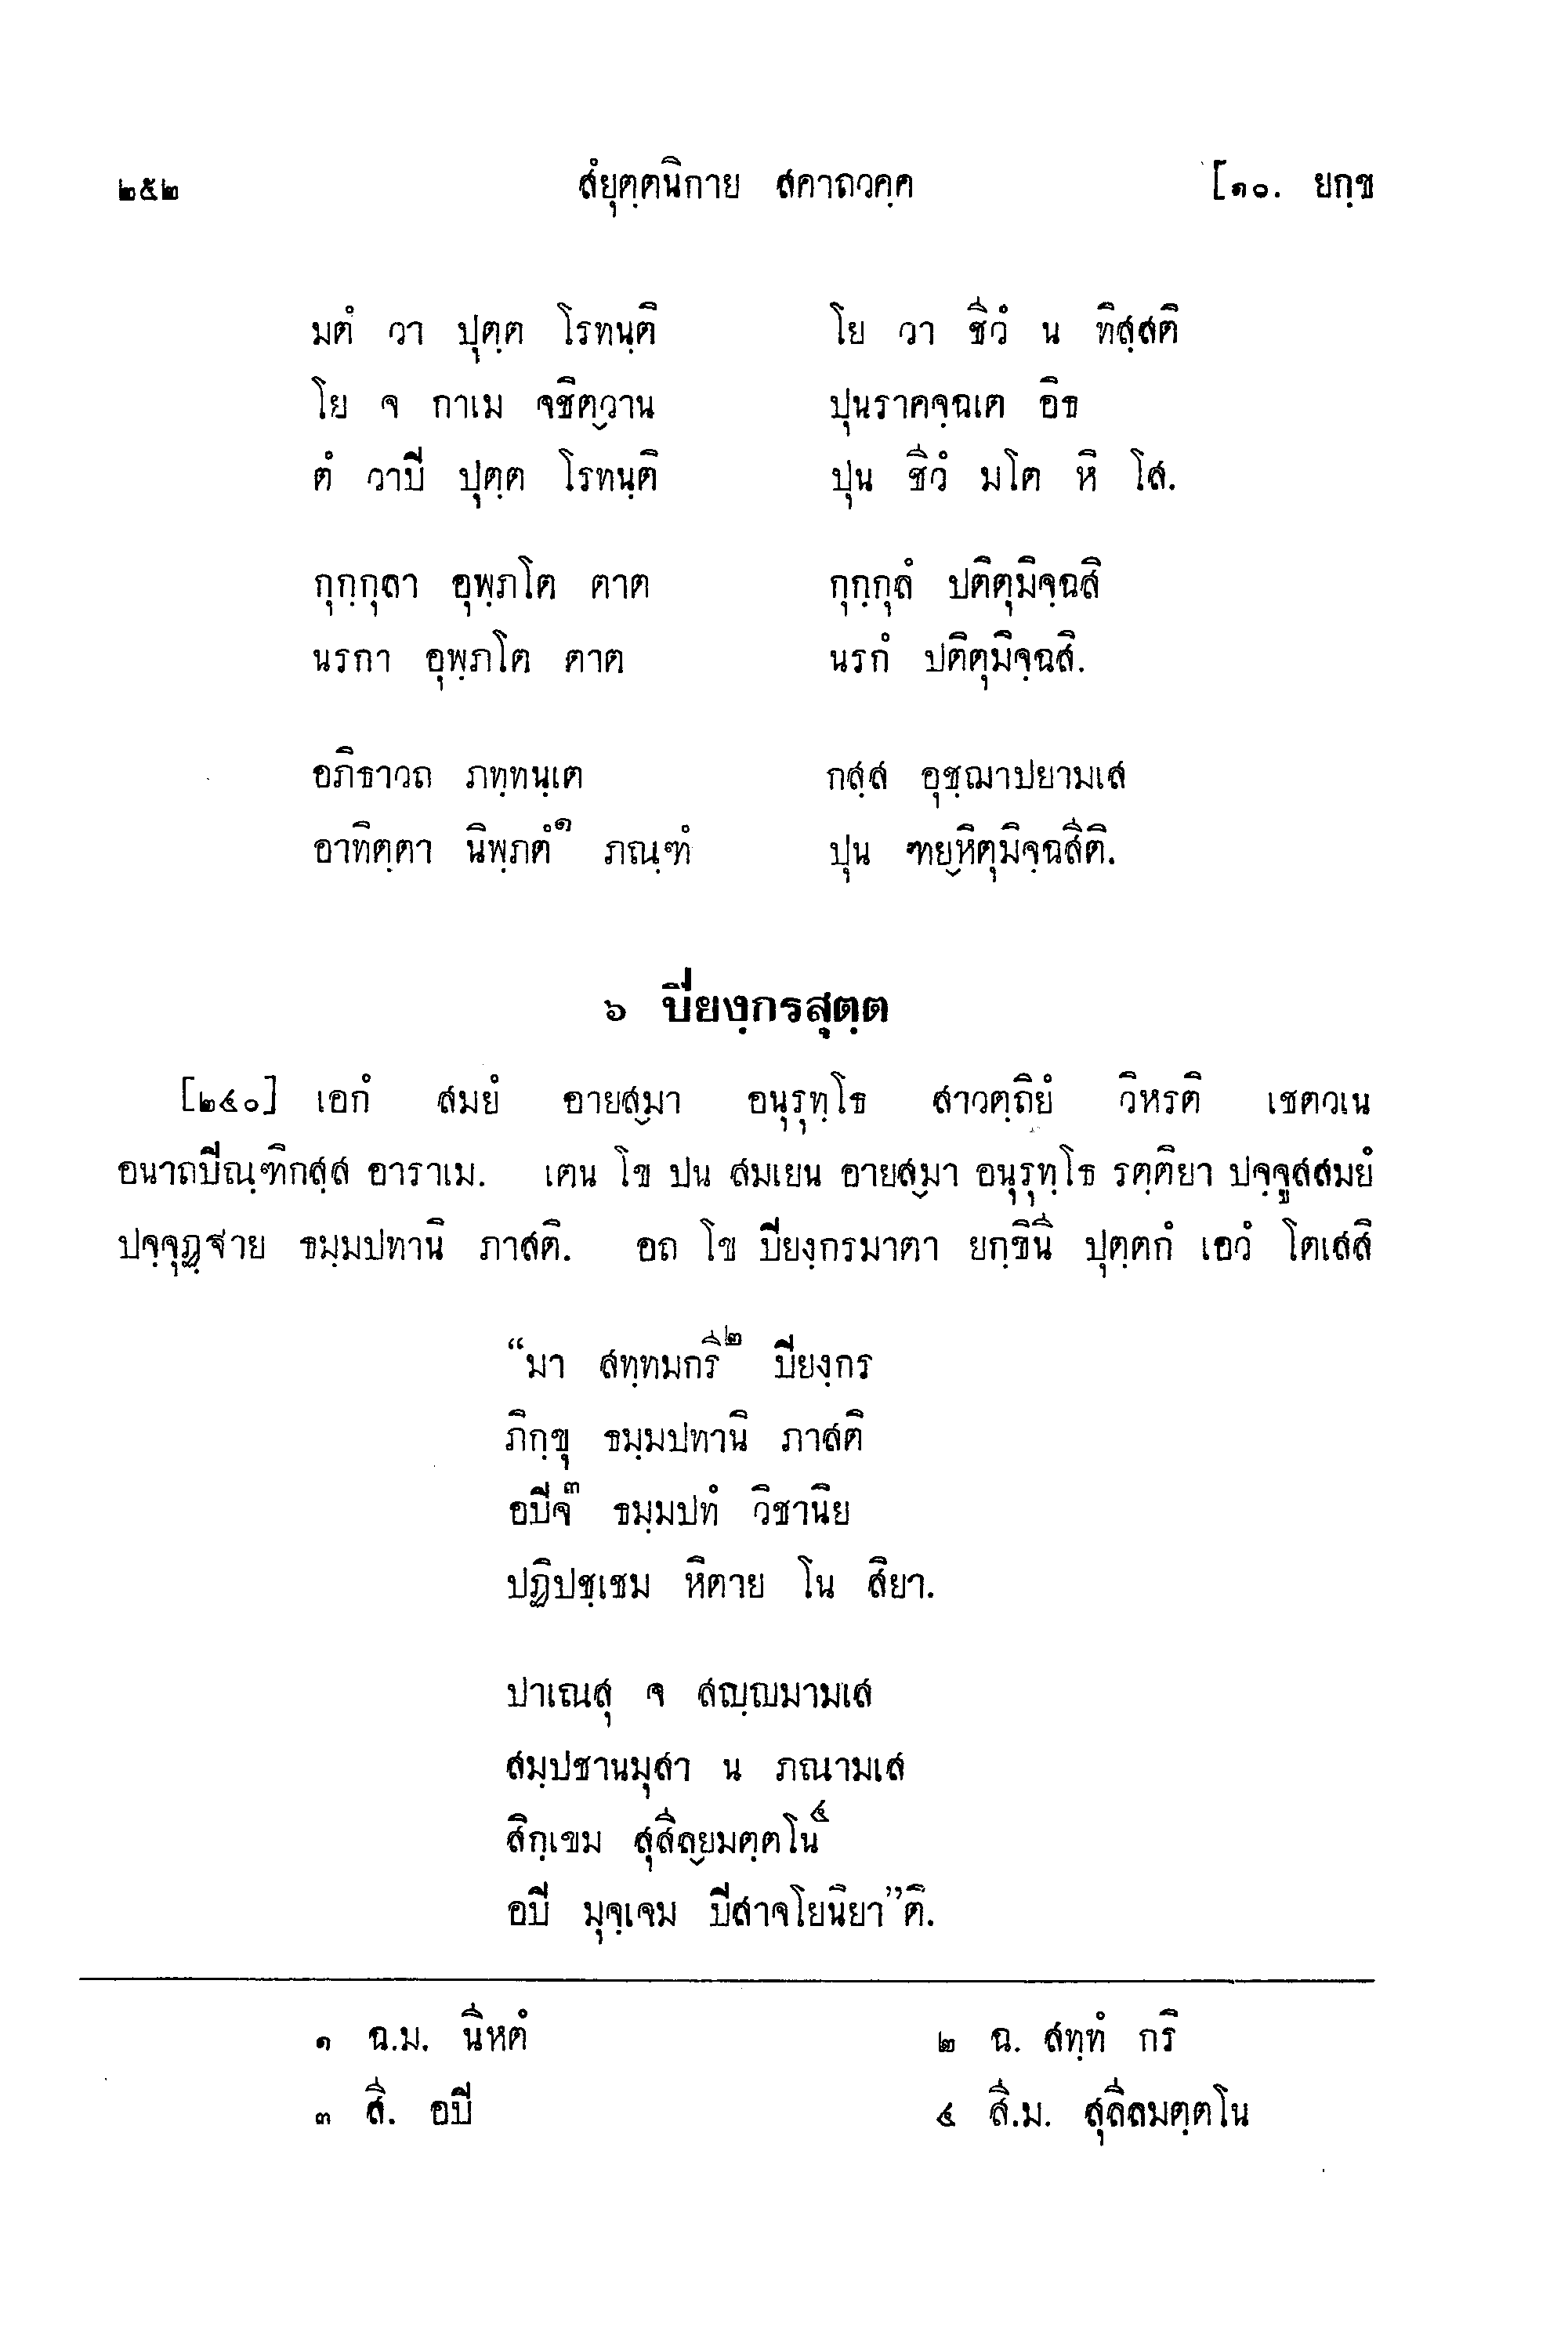 ๒๕๒ สํยุตฺตนิกาย สคาถวคฺค [๑๐. ยกฺข
มตํ วา ปุตฺต โรทนฺติ โย วา ชีวํ น ทิสฺสติ
โย จ กาเม จชิตฺวาน ปุนราคจฺฉเต อิธ
ตํ วาปิ ปุตฺต โรทนฺติ ปุน ชีวํ มโต หิ โส.
กุกฺกุลา อุพฺภโต ตาต กุกฺกุลํ ปติตุมิจฺฉสิ
นรกา อุพฺภโต ตาต นรกํ ปติตุมิจฺฉสิ.
อภิธาวถ ภทฺทนฺเต กสฺส อุชฺฌาปยามเส
อาทิตฺตา นิพฺภตํ๑ ภณฺฑํ ปุน ฑยฺหิตุมิจฺฉสีติ.
๖ ปิยงฺกรสุตฺต
[๒๔๐] เอกํ สมยํ อายสฺมา อนุรุทฺโธ สาวตฺถิยํ วิหรติ เชตวเน
อนาถปิณฺฑิกสฺส อาราเม. เตน โข ปน สมเยน อายสฺมา อนุรุทฺโธ รตฺติยา ปจฺจูสสมยํ
ปจฺจุฏฺฐาย ธมฺมปทานิ ภาสติ. อถ โข ปิยงฺกรมาตา ยกฺขินี ปุตฺตกํ เอวํ โตเสสิ
“มา สทฺทมกรี๒ ปิยงฺกร
ภิกฺขุ ธมฺมปทานิ ภาสติ
อปิจ๓ ธมฺมปทํ วิชานิย
ปฏิปชฺเชม หิตาย โน สิยา.
ปาเณสุ จ สญฺญมามเส
สมฺปชานมุสา น ภณามเส
สิกฺเขม สุสีลฺยมตฺตโน๔
อปิ มุจฺเจม ปิสาจโยนิยา”ติ.
๑ ฉ.ม. นีหตํ ๒ ฉ. สทฺทํ กริ
๓ สี. อปิ ๔ สี.ม. สุสีลมตฺตโน